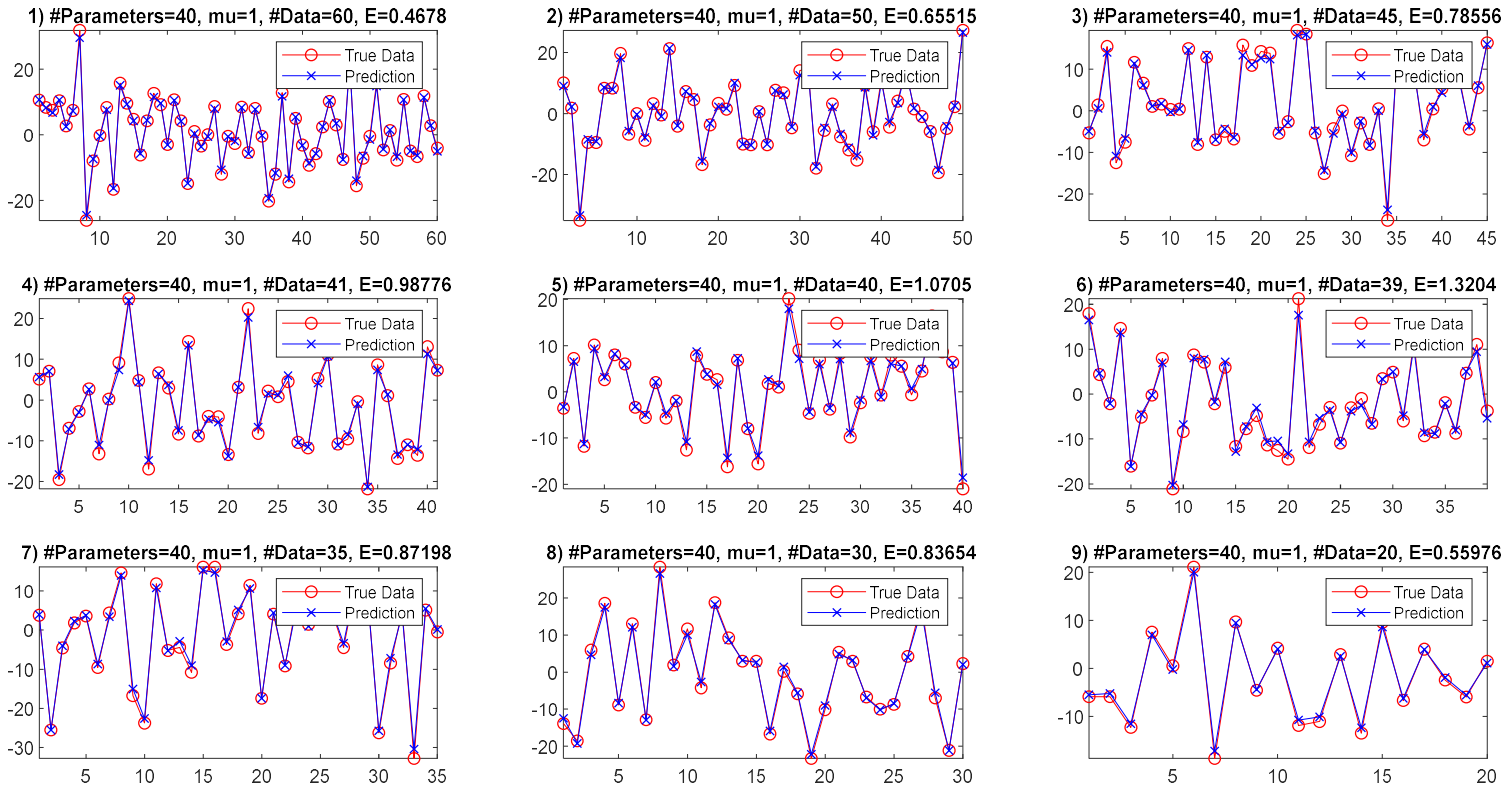 1) #Parameters=40, mu=1, #Data=60, E=0.4678
True Data
Prediction
20
0
-20
10 20 30 40 50 60
2) #Parameters=40, mu=1, #Data=50, E=0.65515
True Data
Prediction
20
0
-20
10 20 30 40 50
3) #Parameters=40, mu=1, #Data=45, E=0.78556
True Data
Prediction
10
0
-10
-20
5 10 15 20 25 30 35 40 45
4) #Parameters=40, mu=1, #Data=41, E=0.98776
True Data
Prediction
20
10
0
-10
-20
5 10 15 20 25 30 35 40
5) #Parameters=40, mu=1, #Data=40, E=1.0705
True Data
Prediction
20
10
0
-10
-20
5 10 15 20 25 30 35 40
6) #Parameters=40, mu=1, #Data=39, E=1.3204
True Data
Prediction
20
10
0
-10
-20
5 10 15 20 25 30 35
7) #Parameters=40, mu=1, #Data=35, E=0.87198
True Data
Prediction
10
0
-10
-20
-30
5 10 15 20 25 30 35
8) #Parameters=40, mu=1, #Data=30, E=0.83654
True Data
Prediction
20
10
0
-10
-20
5 10 15 20 25 30
9) #Parameters=40, mu=1, #Data=20, E=0.55976
True Data
Prediction
20
10
0
-10
5 10 15 20